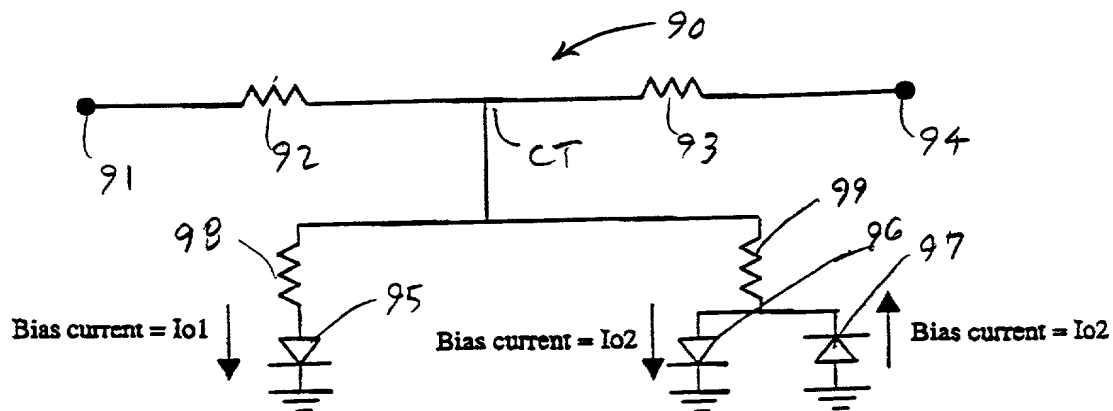 90
91
92
CT
93
94
98
99
96
97
95
Bias current = Io1
Bias current = Io2
Bias current = Io2